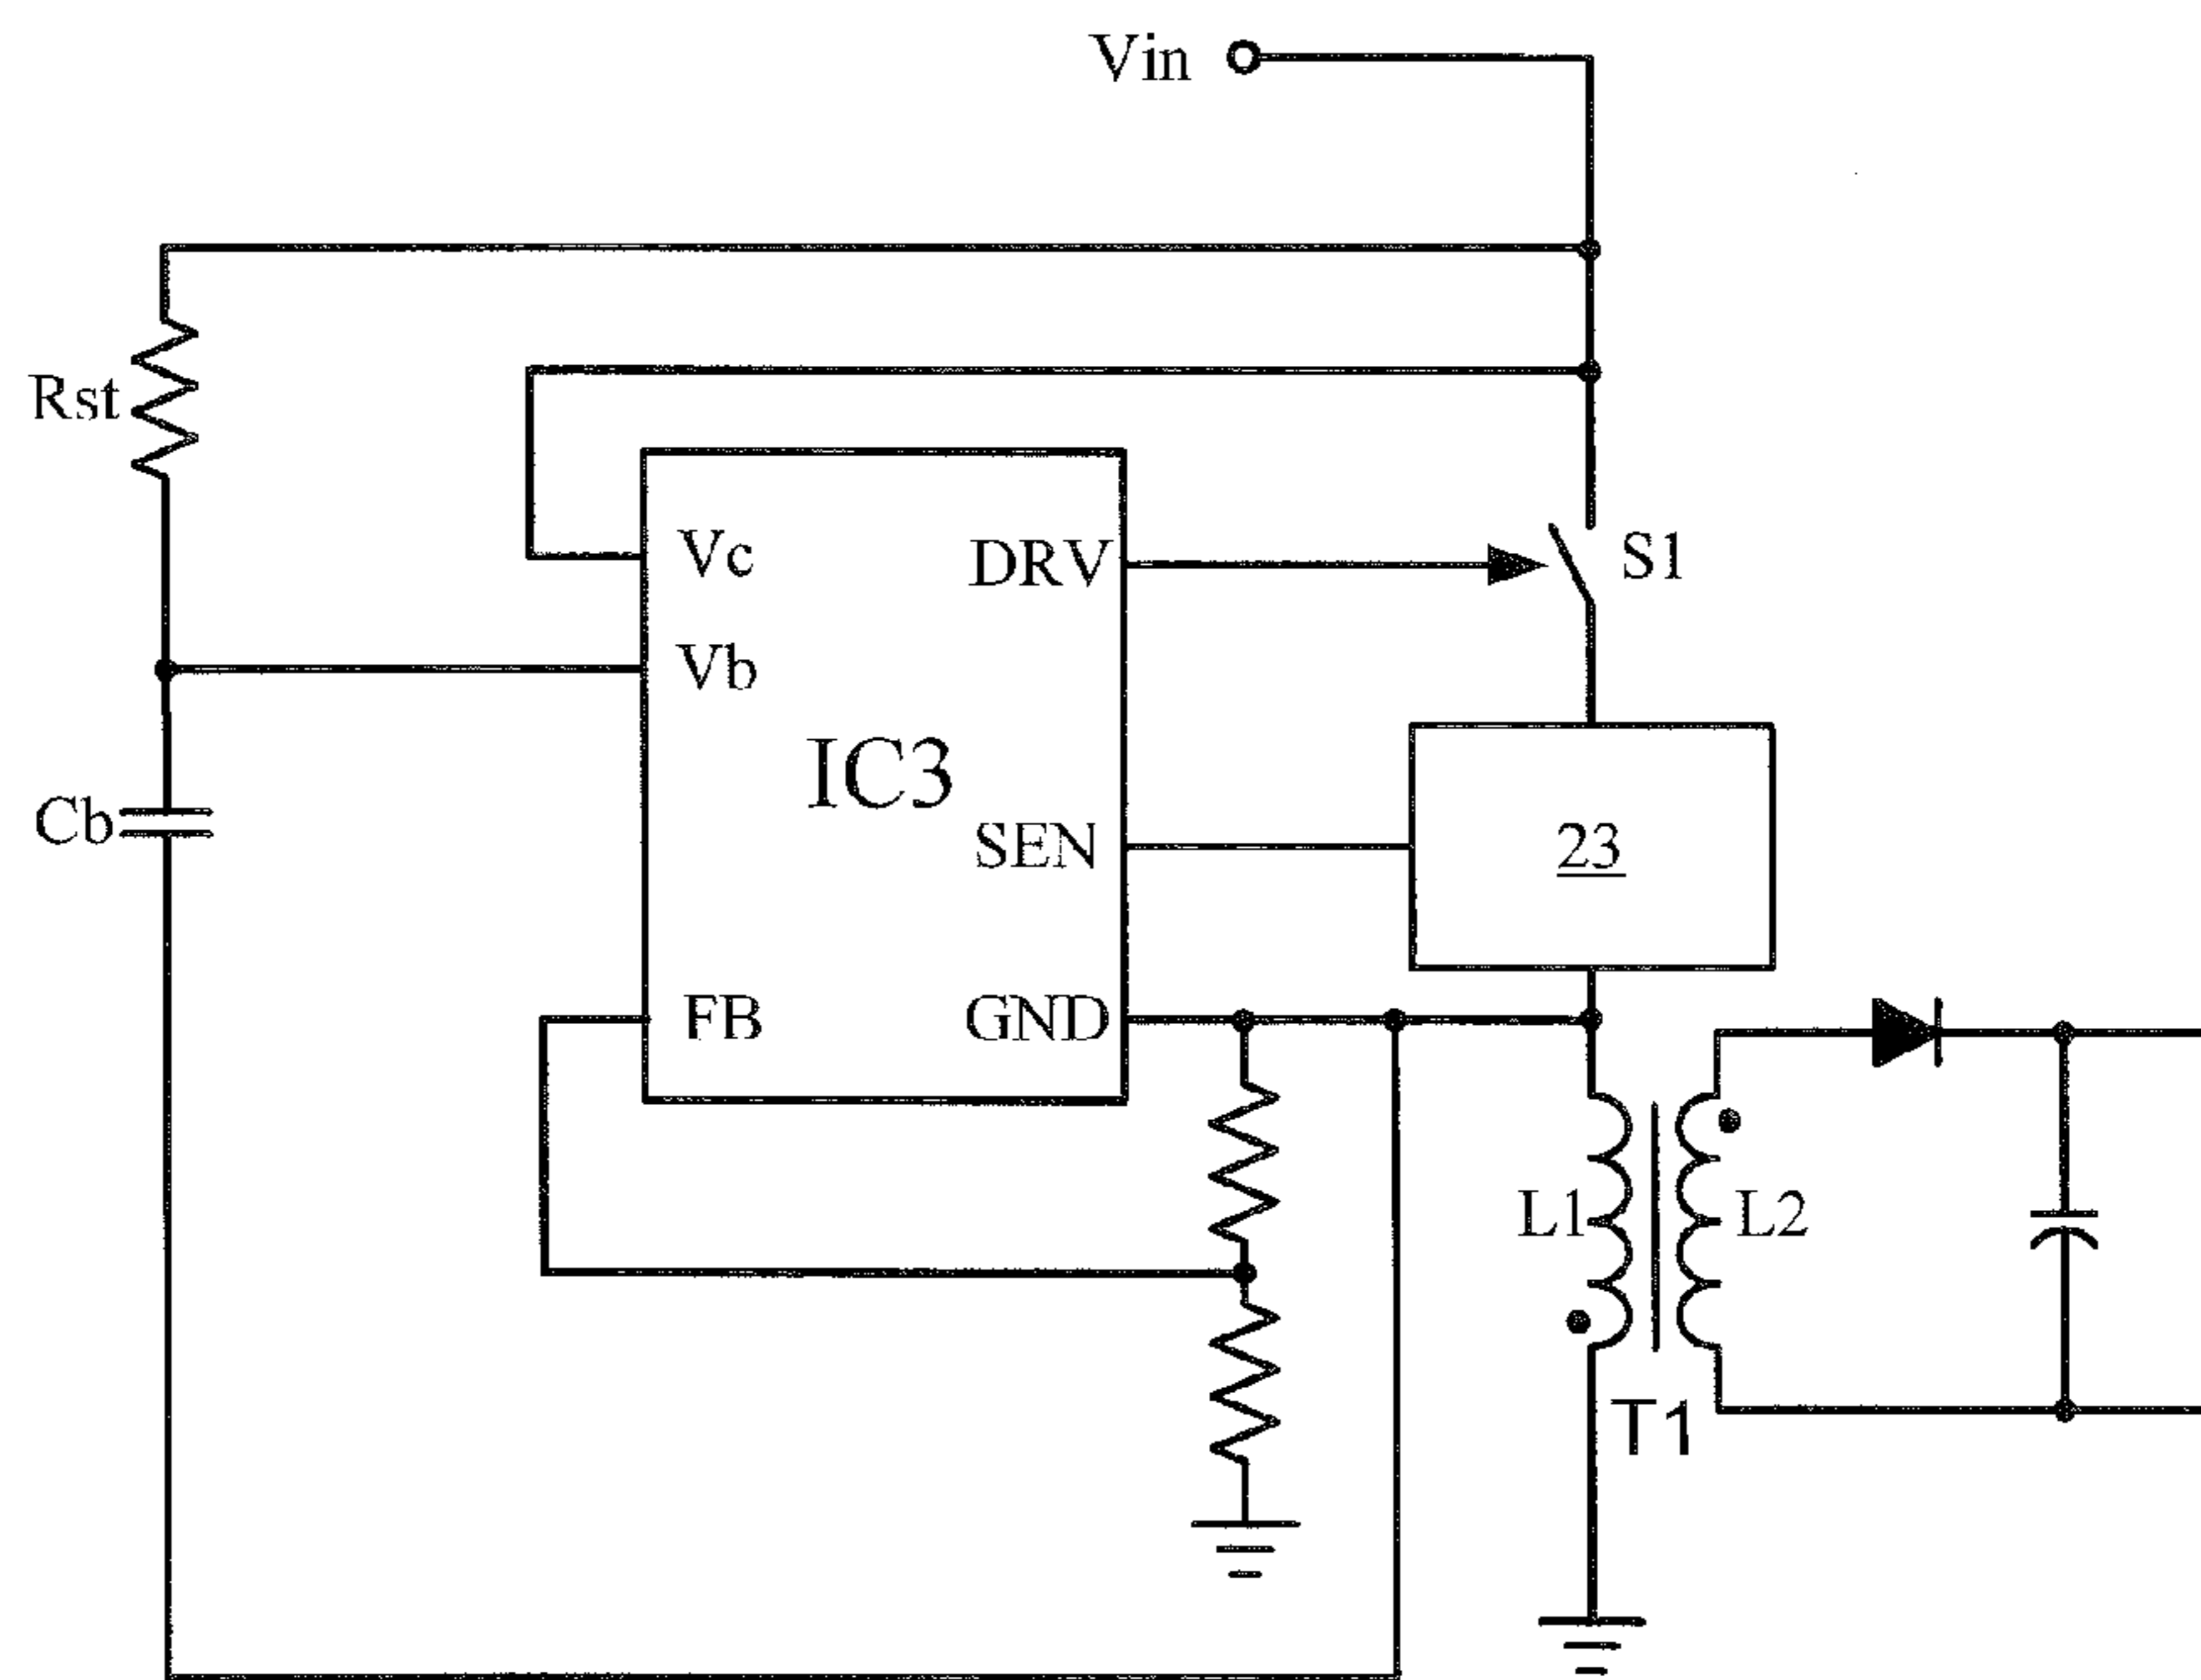 Vin
Rst
Vc
DRV
S1
Vb
IC3
Cb
SEN
23
FB
GND
L1
L2
T1